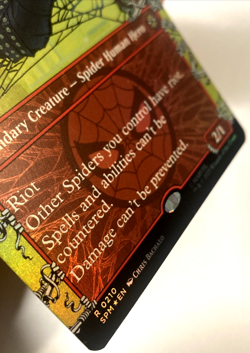 ndary Creature — Spider Human Hero
Riot
Other Spiders you control have riot.
Spells and abilities can't be
countered.
Damage can't be prevented.
2/1
R 0210
SPM★EN Chris Bachalo